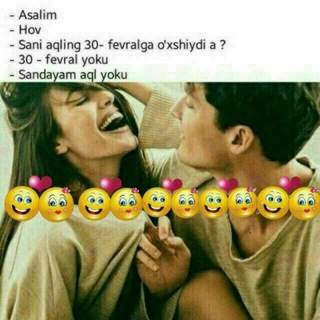 - Asalim
- Hov
- Sani aqling 30- fevralga o'xshiydi a ?
- 30 - fevral yoku
- Sandayam aql yoku